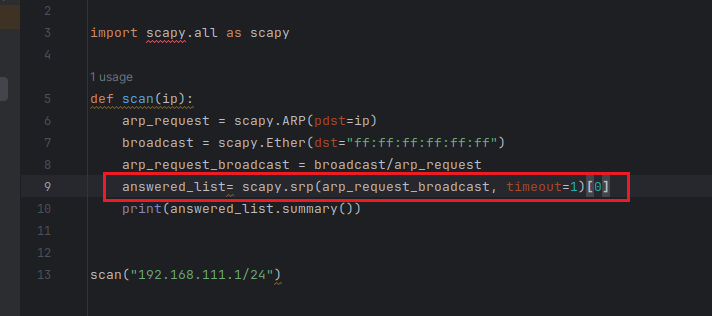 2
3 import scapy.all as scapy
4
1 usage
5 def scan(ip):
6 arp_request = scapy.ARP(pdst=ip)
7 broadcast = scapy.Ether(dst="ff:ff:ff:ff:ff:ff")
8 arp_request_broadcast = broadcast/arp_request
9 answered_list= scapy.srp(arp_request_broadcast, timeout=1)[0]
10 print(answered_list.summary())
11
12
13 scan("192.168.111.1/24")